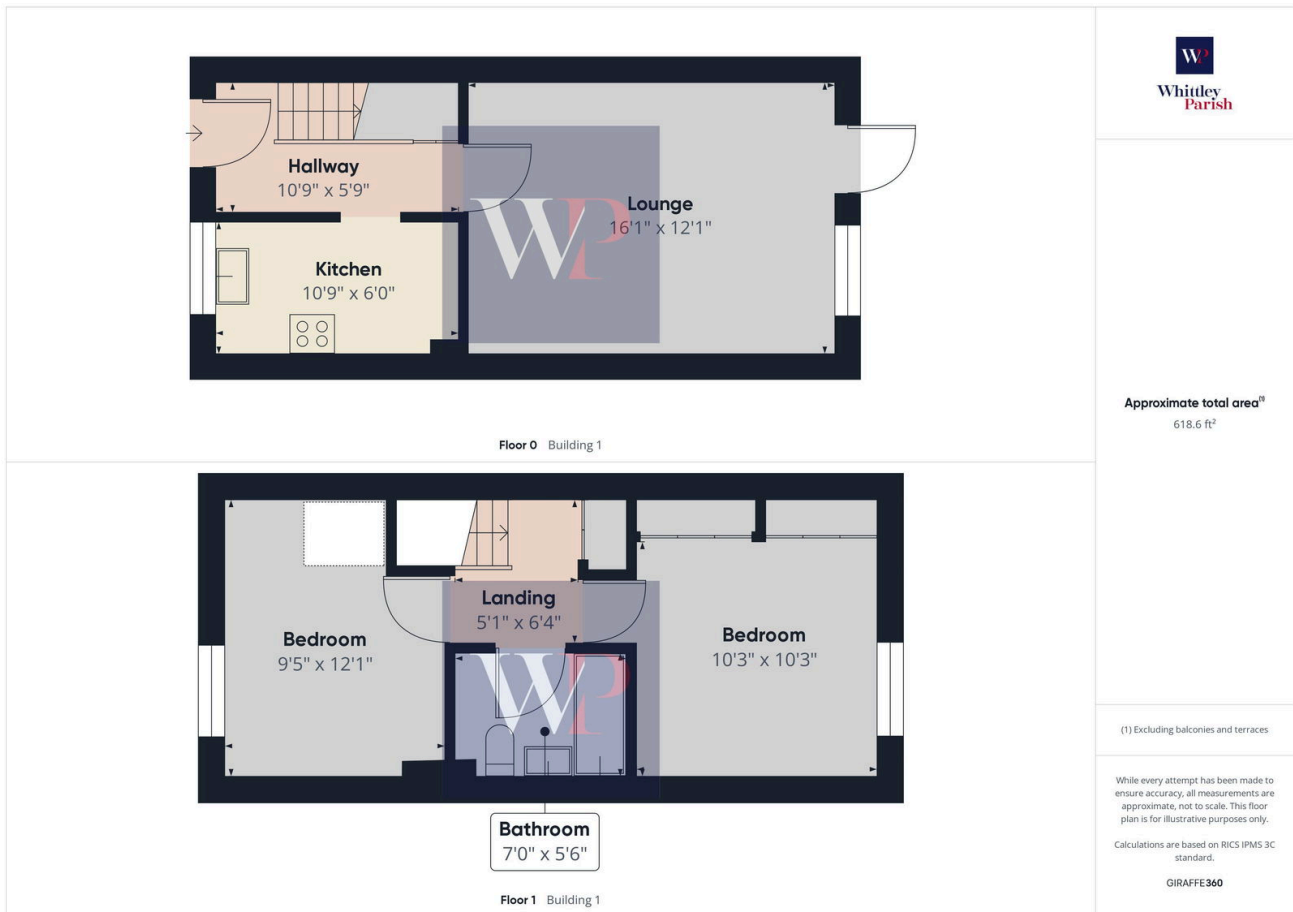 Hallway
10'9" x 5'9"
Lounge
16'1" x 12'1"
WP
Kitchen
10'9" x 6'0"
Floor 0 Building 1
Landing
5'1" x 6'4"
Bedroom
9'5" x 12'1"
Bedroom
10'3" x 10'3"
WP
Bathroom
7'0" x 5'6"
Floor 1 Building 1
WP
Whittley
Parish
Approximate total area(1)
618.6 ft²
(1) Excluding balconies and terraces
While every attempt has been made to
ensure accuracy, all measurements are
approximate, not to scale. This floor
plan is for illustrative purposes only.
Calculations are based on RICS IPMS 3C
standard.
GIRAFFE360